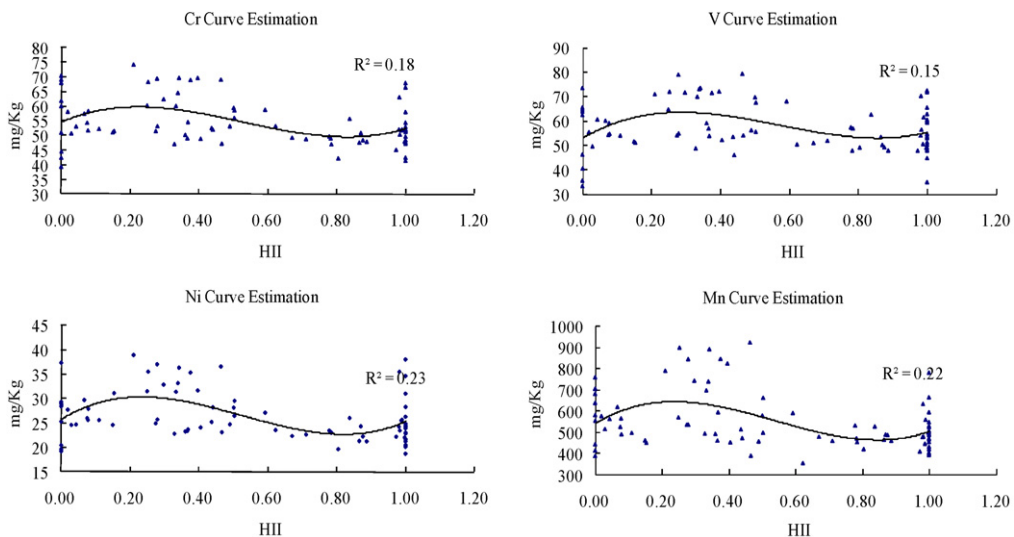 Cr Curve Estimation
80
75
70
65
60
55
50
45
40
35
30
mg/Kg
R² = 0.18
0.00 0.20 0.40 0.60 0.80 1.00 1.20
HII
V Curve Estimation
90
80
70
60
50
40
30
mg/Kg
R² = 0.15
0.00 0.20 0.40 0.60 0.80 1.00 1.20
HII
Ni Curve Estimation
45
40
35
30
25
20
15
mg/Kg
R² = 0.23
0.00 0.20 0.40 0.60 0.80 1.00 1.20
HII
Mn Curve Estimation
1000
900
800
700
600
500
400
300
mg/Kg
R² = 0.22
0.00 0.20 0.40 0.60 0.80 1.00 1.20
HII